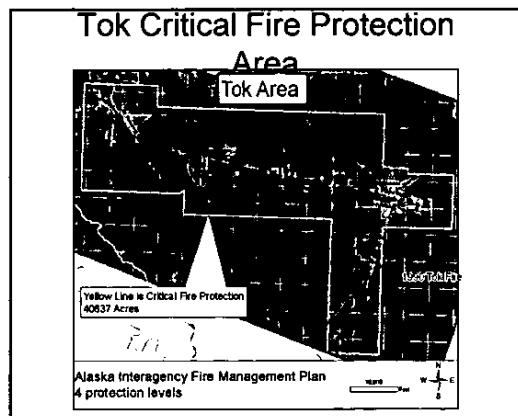 Tok Critical Fire Protection
Area
Tok Area
Yellow Line is Critical Fire Protection
40637 Acres
Alaska Interagency Fire Management Plan
4 protection levels
N
W
E
S